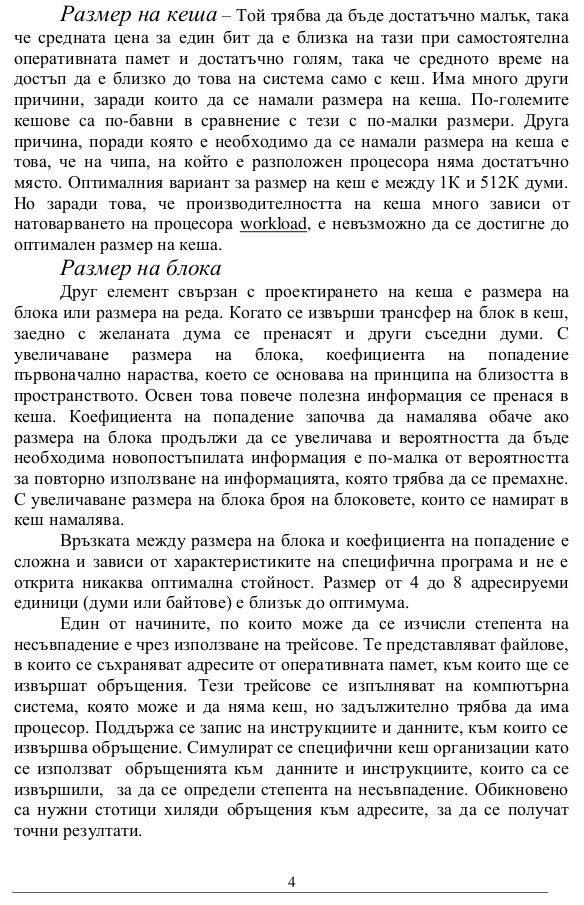 Размер на кеша – Той трябва да бъде достатъчно малък, така
че средната цена за един бит да е близка на тази при самостоятелна
оперативната памет и достатъчно голям, така че средното време на
достъп да е близко до това на система само с кеш. Има много други
причини, заради които да се намали размера на кеша. По-големите
кешове са по-бавни в сравнение с тези с по-малки размери. Друга
причина, поради която е необходимо да се намали размера на кеша е
това, че на чипа, на който е разположен процесора няма достатъчно
място. Оптималния вариант за размер на кеш е между 1К и 512К думи.
Но заради това, че производителността на кеша много зависи от
натоварването на процесора workload, е невъзможно да се достигне до
оптимален размер на кеша.
Размер на блока
Друг елемент свързан с проектирането на кеша е размера на
блока или размера на реда. Когато се извърши трансфер на блок в кеш,
заедно с желаната дума се пренасят и други съседни думи. С
увеличаване размера на блока, коефициента на попадение
първоначално нараства, което се основава на принципа на близостта в
пространството. Освен това повече полезна информация се пренася в
кеша. Коефициента на попадение започва да намалява обаче ако
размера на блока продължи да се увеличава и вероятността да бъде
необходима новопостъпилата информация е по-малка от вероятността
за повторно използване на информацията, която трябва да се премахне.
С увеличаване размера на блока броя на блоковете, които се намират в
кеш намалява.
Връзката между размера на блока и коефициента на попадение е
сложна и зависи от характеристиките на специфична програма и не е
открита никаква оптимална стойност. Размер от 4 до 8 адресируеми
единици (думи или байтове) е близък до оптимума.
Един от начините, по които може да се изчисли степента на
несъвпадение е чрез използване на трейсове. Те представляват файлове,
в които се съхраняват адресите от оперативната памет, към които ще се
извършат обръщения. Тези трейсове се изпълняват на компютърна
система, която може и да няма кеш, но задължително трябва да има
процесор. Поддържа се запис на инструкциите и данните, към които се
извършва обръщение. Симулират се специфични кеш организации като
се използват обръщенията към данните и инструкциите, които са се
извършили, за да се определи степента на несъвпадение. Обикновено
са нужни стотици хиляди обръщения към адресите, за да се получат
точни резултати.
4